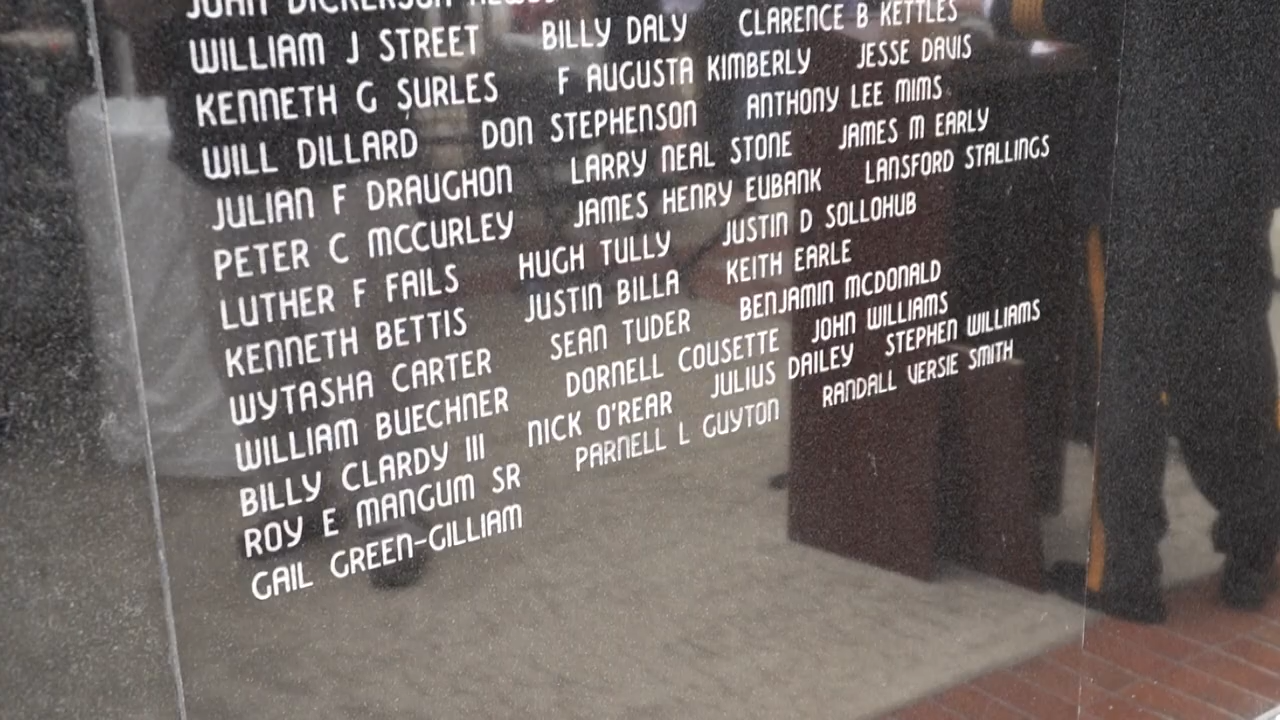 JOHN DICKERSON
WILLIAM J STREET BILLY DALY CLARENCE B KETTLES
KENNETH G SURLES F AUGUSTA KIMBERLY JESSE DAVIS
WILL DILLARD DON STEPHENSON ANTHONY LEE MIMS
JULIAN F DRAUGHON LARRY NEAL STONE JAMES M EARLY
PETER C MCCURLEY JAMES HENRY EUBANK LANSFORD STALLINGS
LUTHER F FAILS HUGH TULLY JUSTIN D SOLLOHUB
KENNETH BETTIS JUSTIN BILLA KEITH EARLE
WYTASHA CARTER SEAN TUDER BENJAMIN MCDONALD
WILLIAM BUECHNER DORNELL COUSETTE JOHN WILLIAMS
BILLY CLARDY III NICK O'REAR JULIUS DAILEY STEPHEN WILLIAMS
ROY E MANGUM SR PARNELL L GUYTON RANDALL VERSIE SMITH
GAIL GREEN-GILLIAM